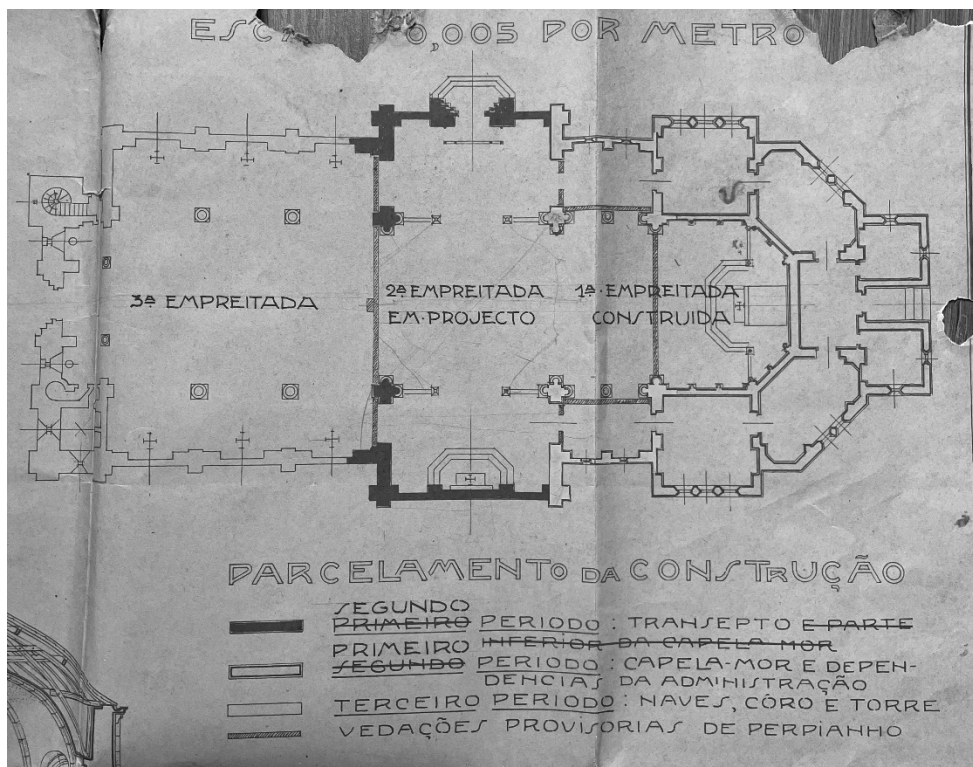 0,005 POR METRO
3ª EMPREITADA
2ª EMPREITADA
EM·PROJECTO
1ª·EMPREITADA
CONSTRUIDA
PARCELAMENTO DA CONSTRUÇÃO
SEGUNDO
PRIMEIRO PERIODO : TRANSEPTO E PARTE
PRIMEIRO INFERIOR DA CAPELA MOR
SEGUNDO PERIODO : CAPELA-MOR E DEPEN-
DENCIAS DA ADMINISTRAÇÃO
TERCEIRO PERIODO : NAVES, CÔRO E TORRE
VEDAÇÕES PROVISORIAS DE PERPIANHO